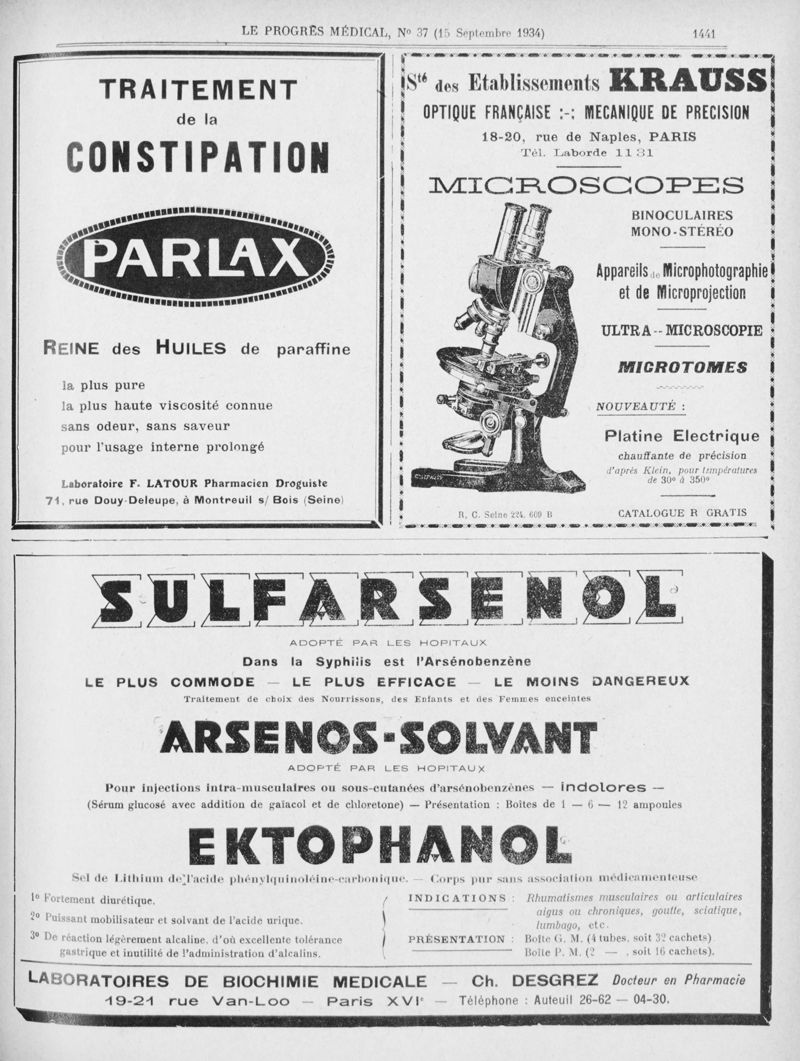 LE PROGRÈS MÉDICAL, Nº 37 (15 Septembre 1934) 1441
TRAITEMENT
de la
CONSTIPATION
PARLAX
REINE des HUILES de paraffine
la plus pure
la plus haute viscosité connue
sans odeur, sans saveur
pour l'usage interne prolongé
Laboratoire F. LATOUR Pharmacien Droguiste
71, rue Douy-Deleupe, à Montreuil s/ Bois (Seine)
Sté des Etablissements KRAUSS
OPTIQUE FRANÇAISE :-: MECANIQUE DE PRECISION
18-20, rue de Naples, PARIS
Tél. Laborde 11 31
MICROSCOPES
BINOCULAIRES
MONO-STÉRÉO
Appareils de Microphotographie
et de Microprojection
ULTRA--MICROSCOPIE
MICROTOMES
NOUVEAUTÉ :
Platine Electrique
chauffante de précision
d'après Klein, pour températures
de 30º à 350º
R. C. Seine 224. 609 B
CATALOGUE R GRATIS
SULFARSENOL
ADOPTÉ PAR LES HOPITAUX
Dans la Syphilis est l'Arsénobenzène
LE PLUS COMMODE — LE PLUS EFFICACE — LE MOINS DANGEREUX
Traitement de choix des Nourrissons, des Enfants et des Femmes enceintes
ARSENOS-SOLVANT
ADOPTÉ PAR LES HOPITAUX
Pour injections intra-musculaires ou sous-cutanées d'arsénobenzènes — indolores —
(Sérum glucosé avec addition de gaïacol et de chloretone) — Présentation : Boîtes de 1 — 6 — 12 ampoules
EKTOPHANOL
Sel de Lithium de l'acide phénylquinoléine-carbonique. — Corps pur sans association médicamenteuse
1º Fortement diurétique.
2º Puissant mobilisateur et solvant de l'acide urique.
3º De réaction légèrement alcaline. d'où excellente tolérance
gastrique et inutilité de l'administration d'alcalins.
INDICATIONS : Rhumatismes musculaires ou articulaires
aigus ou chroniques, goutte, sciatique,
lumbago, etc.
PRÉSENTATION : Boîte G. M. (4 tubes. soit 32 cachets).
Boîte P. M. (2 — . soit 16 cachets).
LABORATOIRES DE BIOCHIMIE MEDICALE — Ch. DESGREZ Docteur en Pharmacie
19-21 rue Van-Loo — Paris XVIe — Téléphone : Auteuil 26-62 — 04-30.